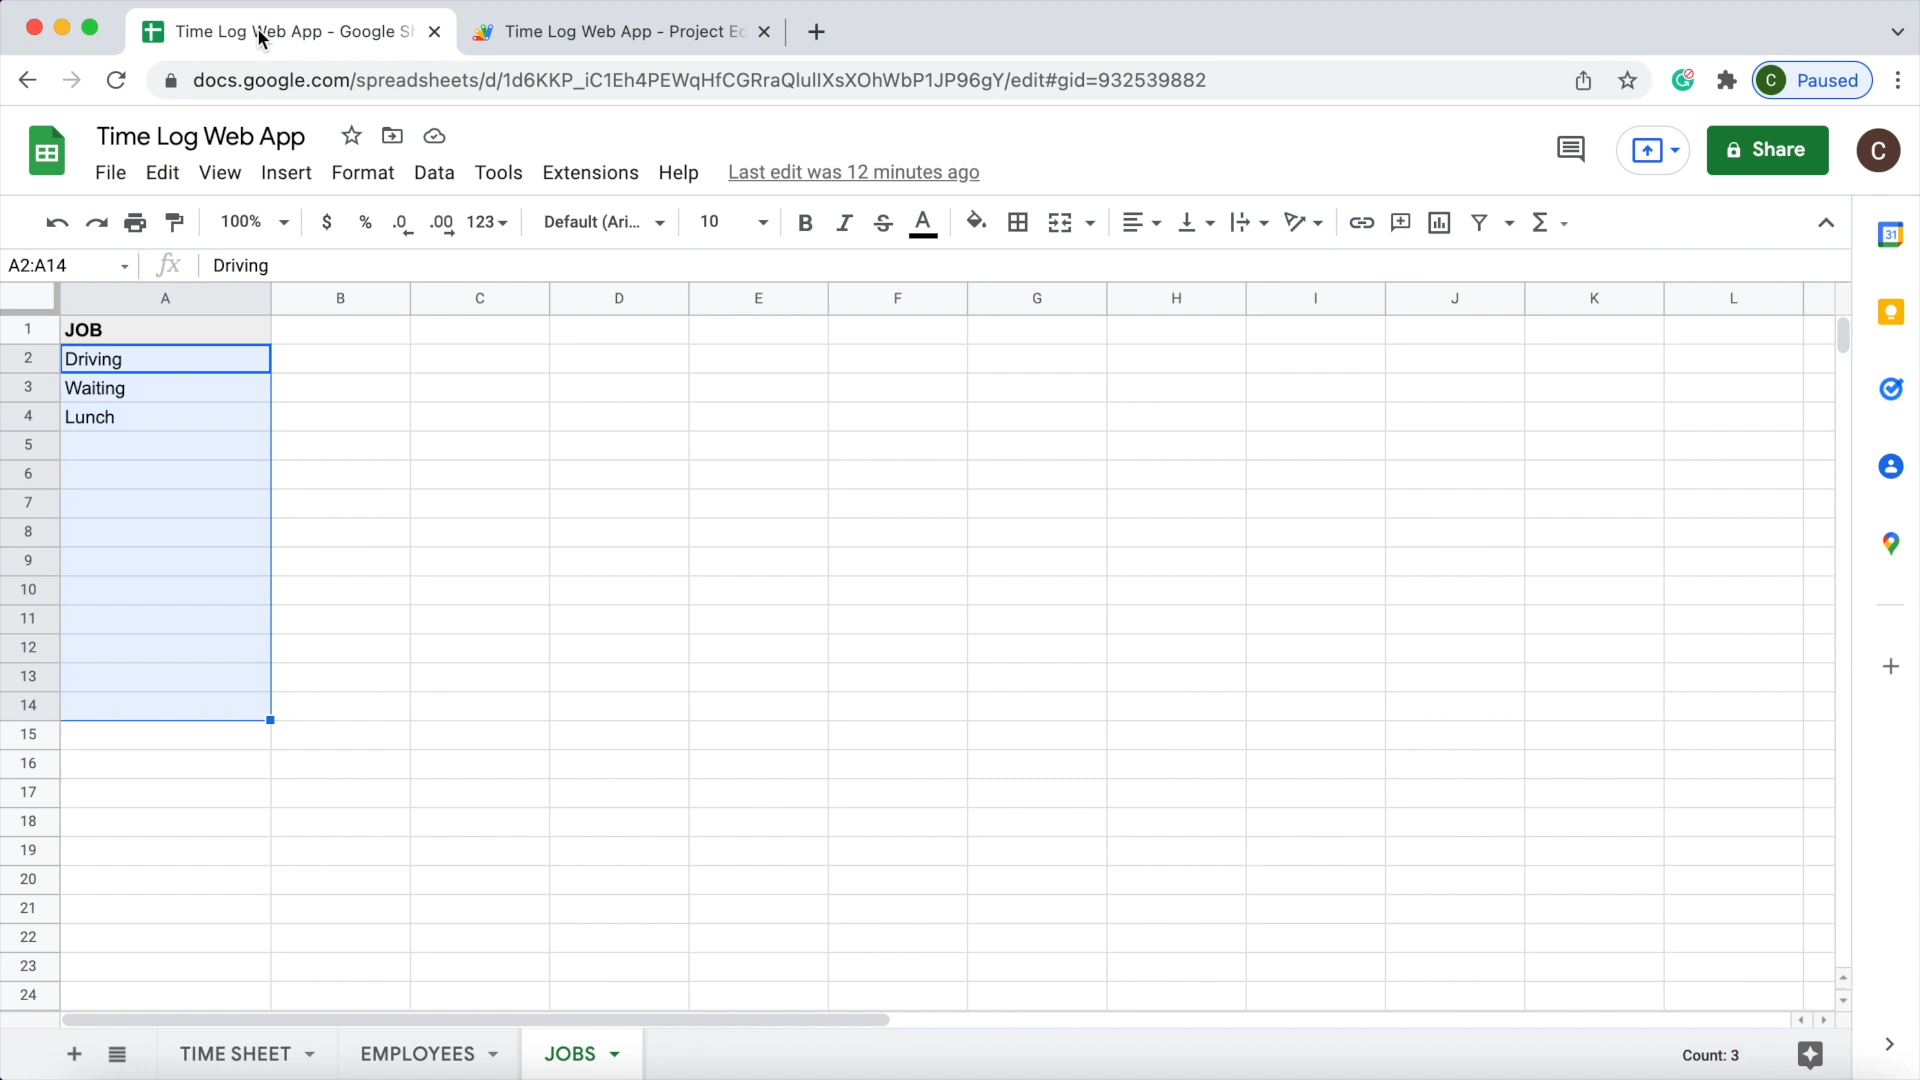 Time Log Web App - Google Sh
Time Log Web App - Project Ed
docs.google.com/spreadsheets/d/1d6KKP_iC1Eh4PEWqHfCGRraQluIIXsXOhWbP1JP96gY/edit#gid=932539882
C Paused
Time Log Web App
Share
C
File Edit View Insert Format Data Tools Extensions Help Last edit was 12 minutes ago
100% $ % .0 .00 123 Default (Ari... 10 B I S A
31
A2:A14 fx Driving
A B C D E F G H I J K L
1 JOB
2 Driving
3 Waiting
4 Lunch
5
6
7
8
9
10
11
12
13
14
15
16
17
18
19
20
21
22
23
24
TIME SHEET EMPLOYEES JOBS Count: 3